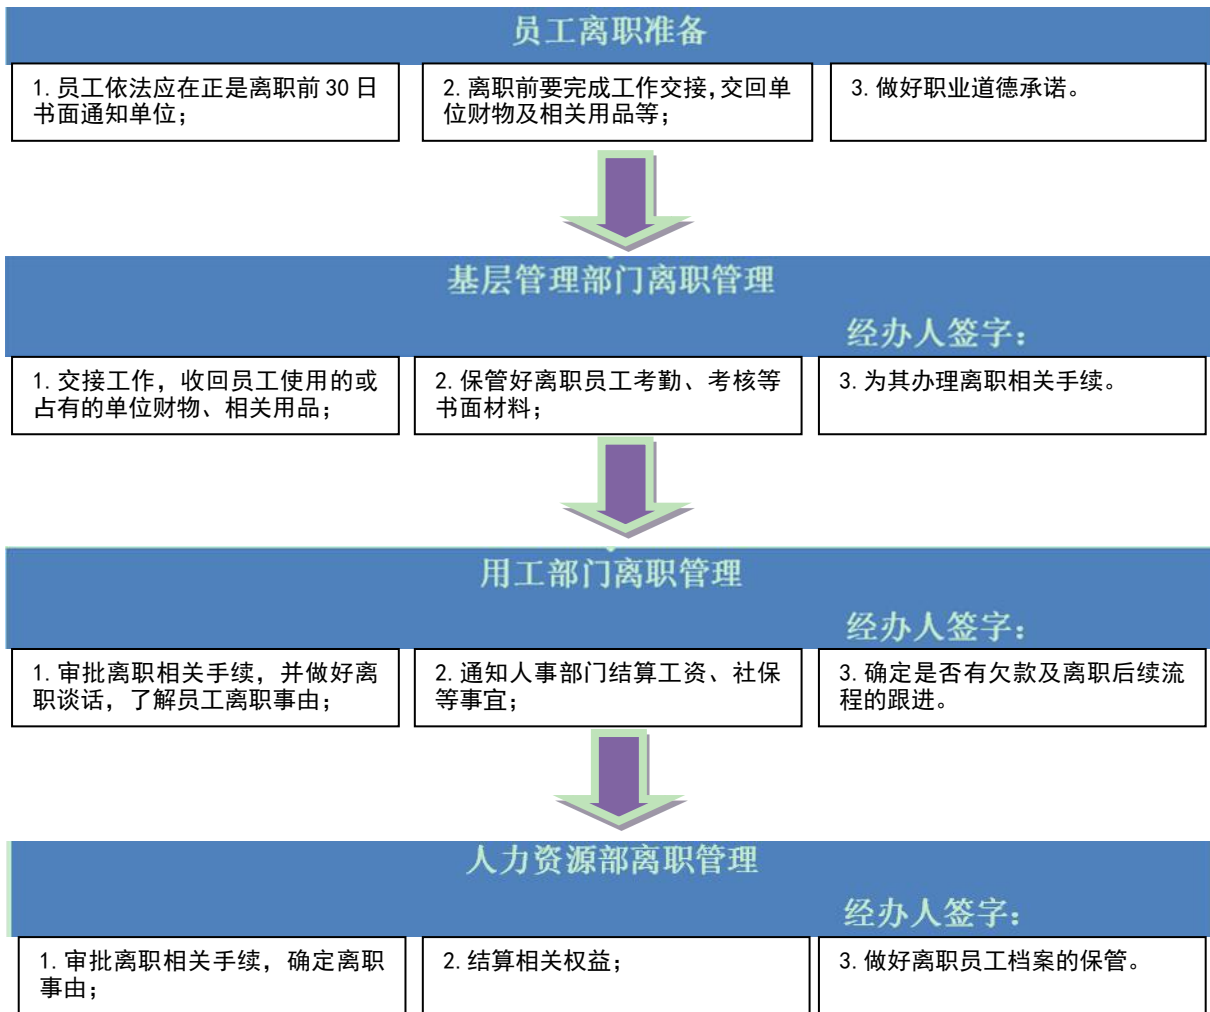 员工离职准备
1.员工依法应在正是离职前30日
书面通知单位；
2.离职前要完成工作交接，交回单
位财物及相关用品等；
3.做好职业道德承诺。
基层管理部门离职管理
经办人签字：
1.交接工作，收回员工使用的或
占有的单位财物、相关用品；
2.保管好离职员工考勤、考核等
书面材料；
3.为其办理离职相关手续。
用工部门离职管理
经办人签字：
1.审批离职相关手续，并做好离
职谈话，了解员工离职事由；
2.通知人事部门结算工资、社保
等事宜；
3.确定是否有欠款及离职后续流
程的跟进。
人力资源部离职管理
经办人签字：
1.审批离职相关手续，确定离职
事由；
2.结算相关权益；
3.做好离职员工档案的保管。